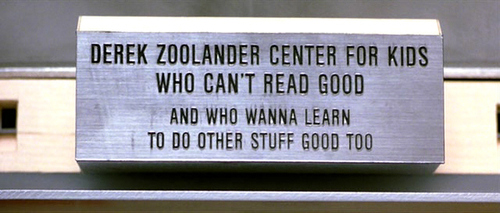 DEREK ZOOLANDER CENTER FOR KIDS
WHO CAN'T READ GOOD
AND WHO WANNA LEARN
TO DO OTHER STUFF GOOD TOO